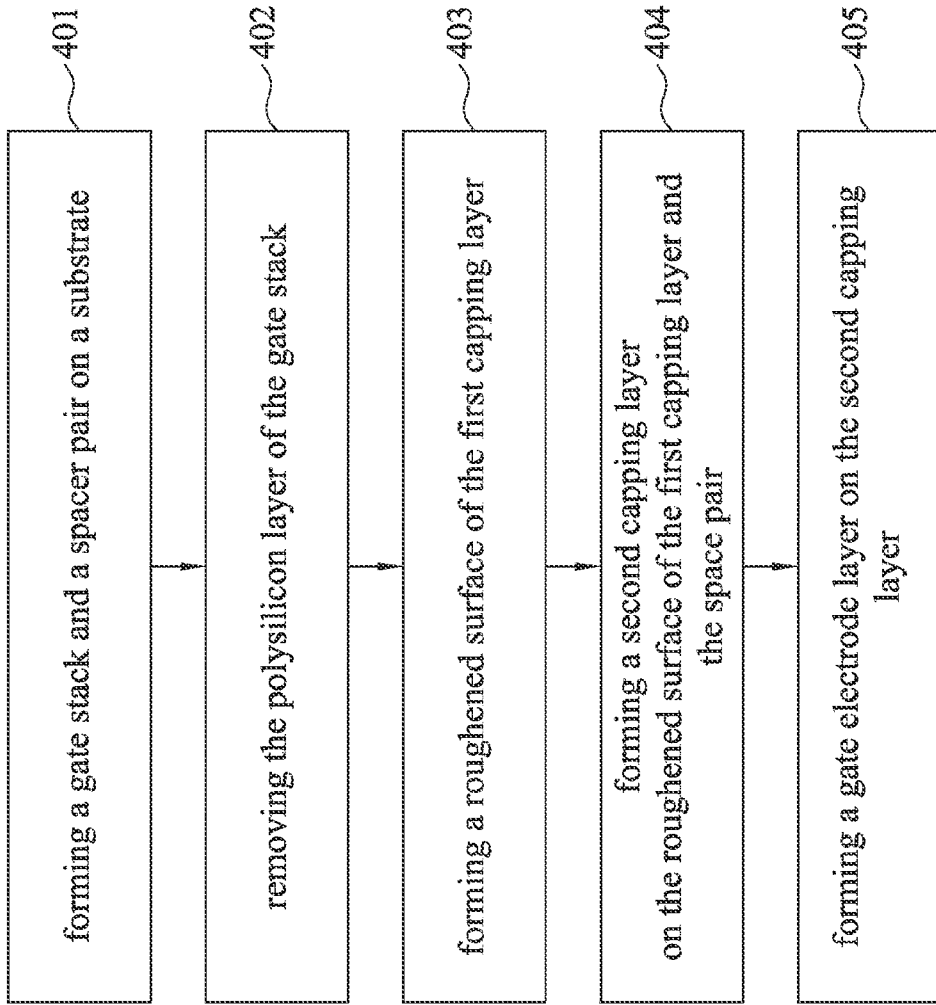 forming a gate stack and a spacer pair on a substrate
401
removing the polysilicon layer of the gate stack
402
forming a roughened surface of the first capping layer
403
forming a second capping layer
on the roughened surface of the first capping layer and
the space pair
404
forming a gate electrode layer on the second capping
layer
405